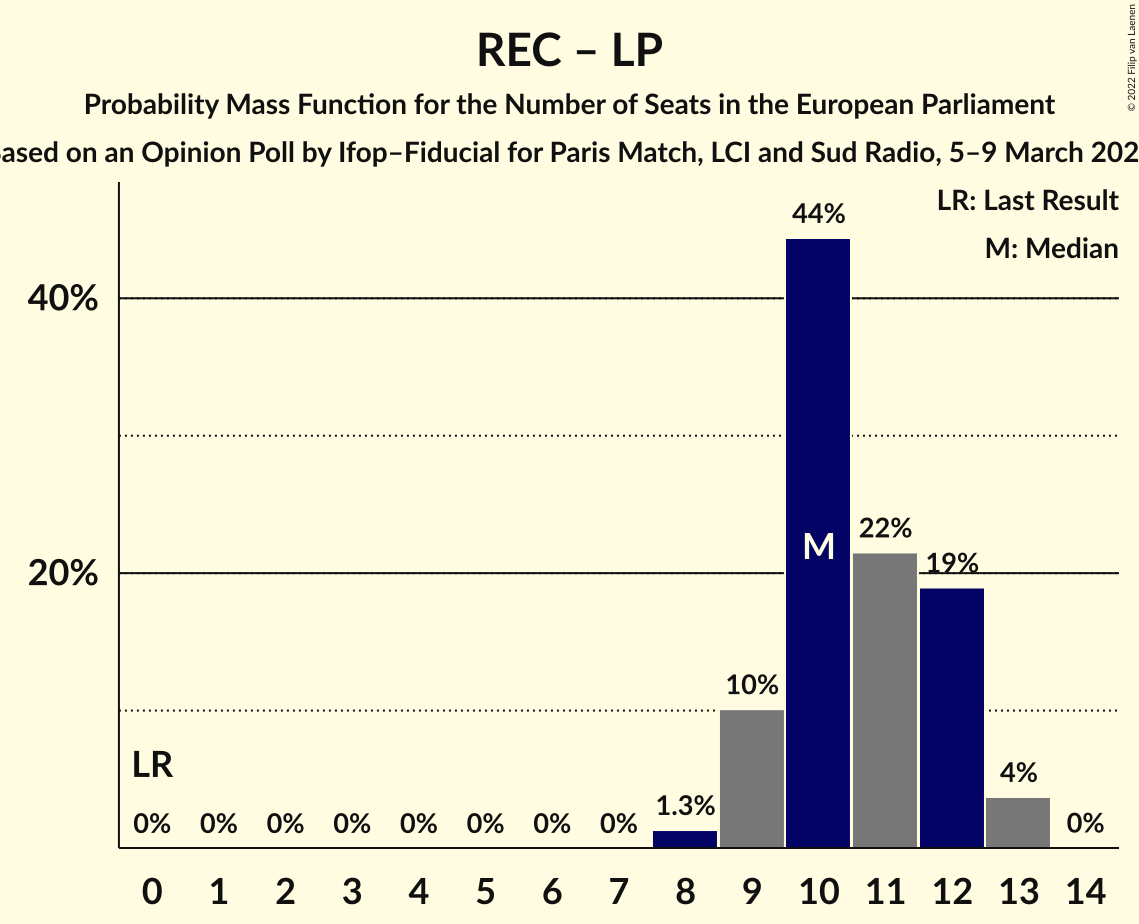 REC – LP
Probability Mass Function for the Number of Seats in the European Parliament
ased on an Opinion Poll by Ifop–Fiducial for Paris Match, LCI and Sud Radio, 5–9 March 202
© 2022 Filip van Laenen
LR: Last Result
M: Median
44%
40%
M
22%
20%
19%
10%
LR
4%
1.3%
0% 0% 0% 0% 0% 0% 0% 0% 0%
0 1 2 3 4 5 6 7 8 9 10 11 12 13 14